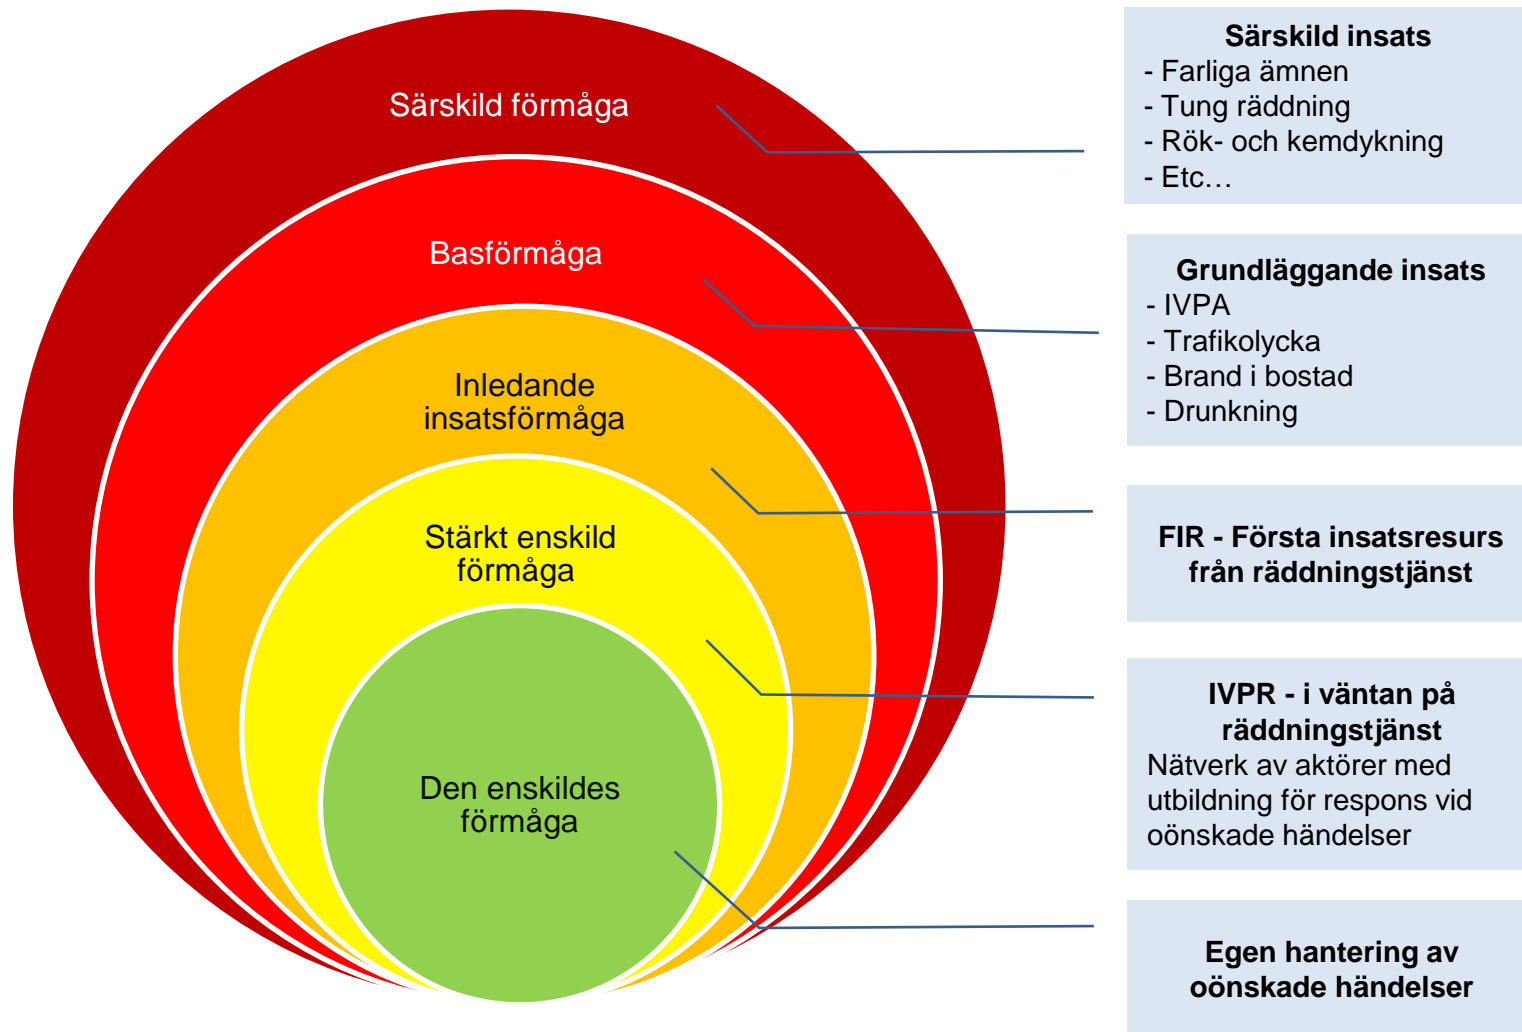 Särskild förmåga
Basförmåga
Inledande
insatsförmåga
Stärkt enskild
förmåga
Den enskildes
förmåga
Särskild insats
- Farliga ämnen
- Tung räddning
- Rök- och kemdykning
- Etc…
Grundläggande insats
- IVPA
- Trafikolycka
- Brand i bostad
- Drunkning
FIR - Första insatsresurs
från räddningstjänst
IVPR - i väntan på
räddningstjänst
Nätverk av aktörer med
utbildning för respons vid
oönskade händelser
Egen hantering av
oönskade händelser